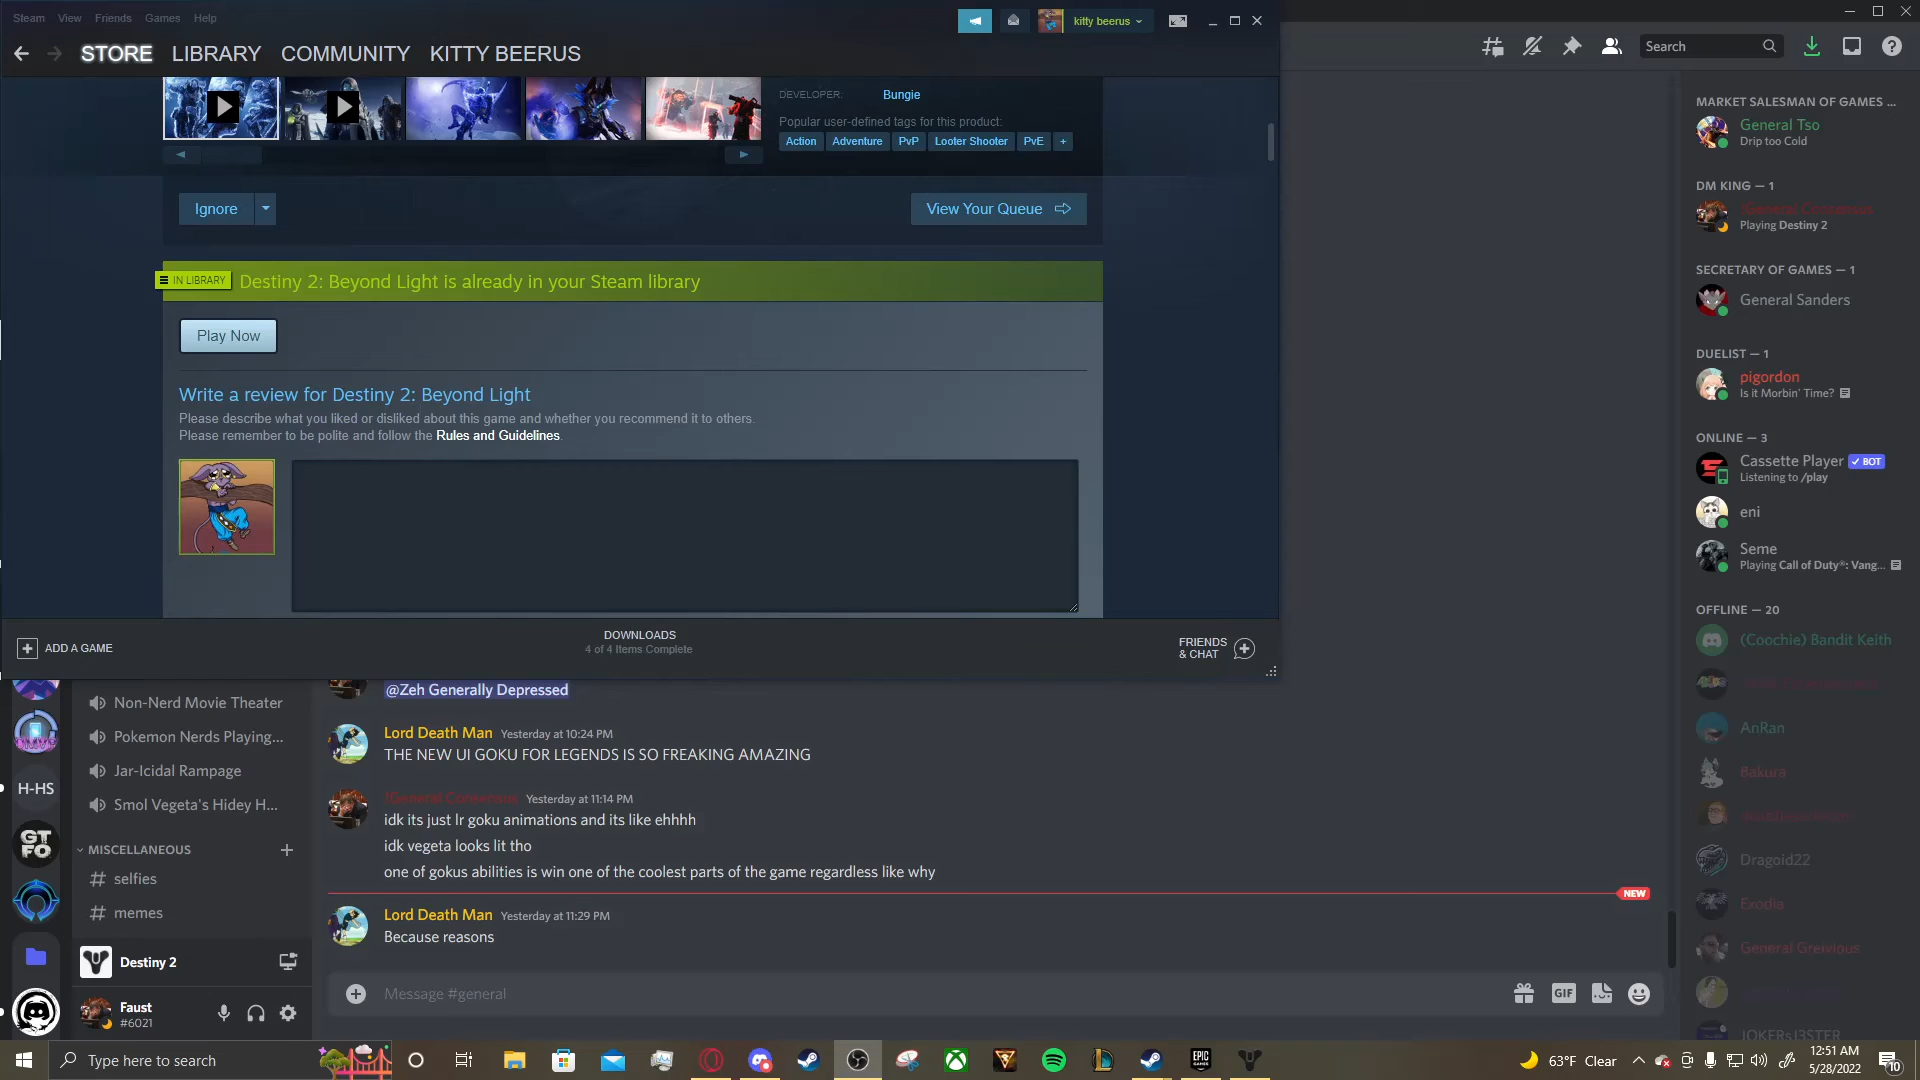 Steam View Friends Games Help
kitty beerus
STORE LIBRARY COMMUNITY KITTY BEERUS
DEVELOPER: Bungie
Popular user-defined tags for this product:
Action Adventure PvP Looter Shooter PvE +
Ignore
View Your Queue
IN LIBRARY
Destiny 2: Beyond Light is already in your Steam library
Play Now
Write a review for Destiny 2: Beyond Light
Please describe what you liked or disliked about this game and whether you recommend it to others.
Please remember to be polite and follow the Rules and Guidelines.
ADD A GAME
DOWNLOADS
4 of 4 Items Complete
FRIENDS
& CHAT
Search
MARKET SALESMAN OF GAMES ...
General Tso
Drip too Cold
DM KING — 1
!General Consensus
Playing Destiny 2
SECRETARY OF GAMES — 1
General Sanders
DUELIST — 1
pigordon
Is it Morbin' Time?
ONLINE — 3
Cassette Player BOT
Listening to /play
eni
Seme
Playing Call of Duty®: Vang...
OFFLINE — 20
(Coochie) Bandit Keith
AnRan
Bakura
Dragoid22
Exodia
General Greivious
JOKERsJ3STER
Non-Nerd Movie Theater
Pokemon Nerds Playing...
Jar-Icidal Rampage
Smol Vegeta's Hidey H...
MISCELLANEOUS
selfies
memes
H-HS
GT
FO
Destiny 2
Faust
#6021
@Zeh Generally Depressed
Lord Death Man Yesterday at 10:24 PM
THE NEW UI GOKU FOR LEGENDS IS SO FREAKING AMAZING
!General Consensus Yesterday at 11:14 PM
idk its just lr goku animations and its like ehhhh
idk vegeta looks lit tho
one of gokus abilities is win one of the coolest parts of the game regardless like why
NEW
Lord Death Man Yesterday at 11:29 PM
Because reasons
Message #general
GIF
Type here to search
EPIC
GAMES
63°F Clear
12:51 AM
5/28/2022
10